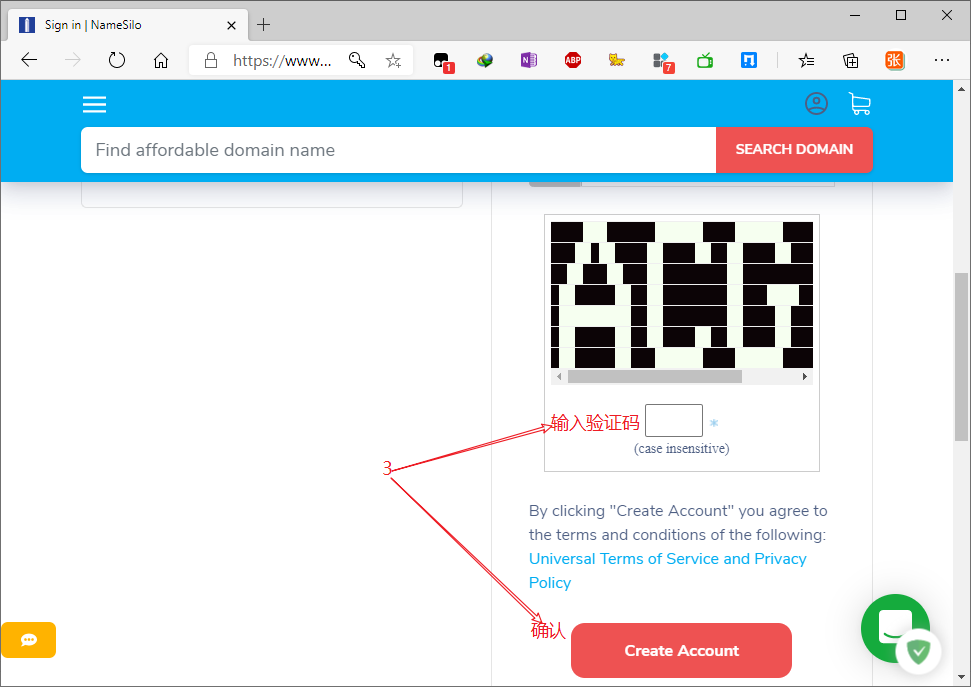 Sign in | NameSilo
https://www...
1
ABP
7
张
Find affordable domain name
SEARCH DOMAIN
输入验证码
*
(case insensitive)
3
By clicking "Create Account" you agree to
the terms and conditions of the following:
Universal Terms of Service and Privacy
Policy
确认
Create Account